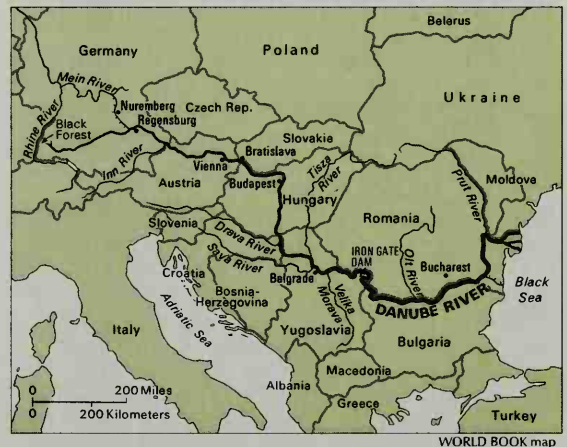 Belarus
Germany
Poland
Mein River
Ukraine
Rhine River
Black
Forest
Nuremberg
Regensburg
Czech Rep.
Slovakia
Inn River
Vienna
Bratislava
Tisza
River
Prut River
Moldove
Austria
Budapest
Hungary
Romania
Slovenia
Drava River
IRON GATE
DAM
Olt River
Croatia
Sava River
Bucharest
Belgrade
Black
Sea
Bosnia-
Herzegovina
Velika
Morava
DANUBE RIVER
Adriatic Sea
Italy
Yugoslavia
Bulgaria
0
200 Miles
0
200 Kilometers
Macedonia
Albania
Greece
Turkey
WORLD BOOK map